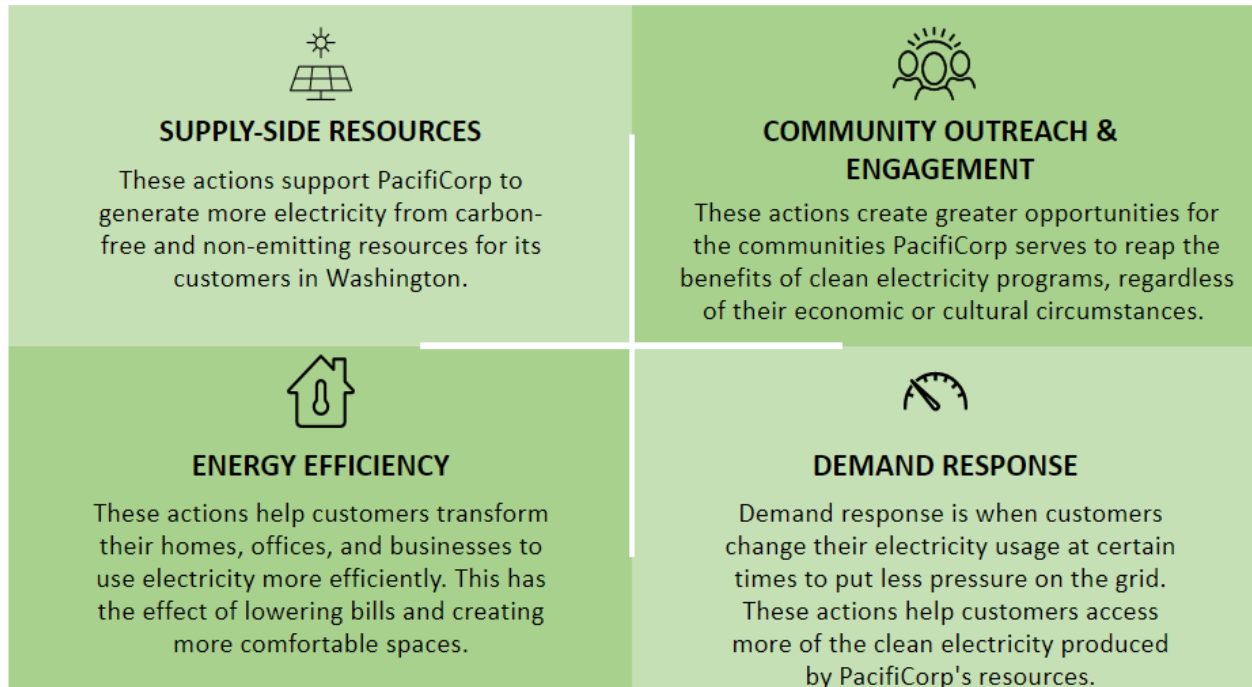 SUPPLY-SIDE RESOURCES
These actions support PacifiCorp to
generate more electricity from carbon-
free and non-emitting resources for its
customers in Washington.
COMMUNITY OUTREACH &
ENGAGEMENT
These actions create greater opportunities for
the communities PacifiCorp serves to reap the
benefits of clean electricity programs, regardless
of their economic or cultural circumstances.
ENERGY EFFICIENCY
These actions help customers transform
their homes, offices, and businesses to
use electricity more efficiently. This has
the effect of lowering bills and creating
more comfortable spaces.
DEMAND RESPONSE
Demand response is when customers
change their electricity usage at certain
times to put less pressure on the grid.
These actions help customers access
more of the clean electricity produced
by PacifiCorp's resources.